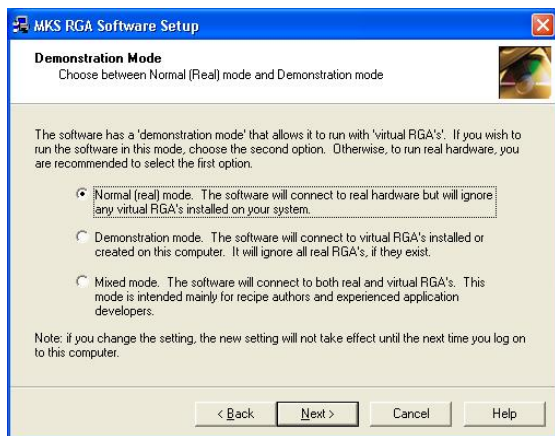 MKS RGA Software Setup
Demonstration Mode
Choose between Normal (Real) mode and Demonstration mode
The software has a 'demonstration mode' that allows it to run with 'virtual RGA's'. If you wish to
run the software in this mode, choose the second option. Otherwise, to run real hardware, you
are recommended to select the first option.
Normal (real) mode. The software will connect to real hardware but will ignore
any virtual RGA's installed on your system.
Demonstration mode. The software will connect to virtual RGA's installed or
created on this computer. It will ignore all real RGA's, if they exist.
Mixed mode. The software will connect to both real and virtual RGA's. This
mode is intended mainly for recipe authors and experienced application
developers.
Note: if you change the setting, the new setting will not take effect until the next time you log on
to this computer.
< Back Next > Cancel Help